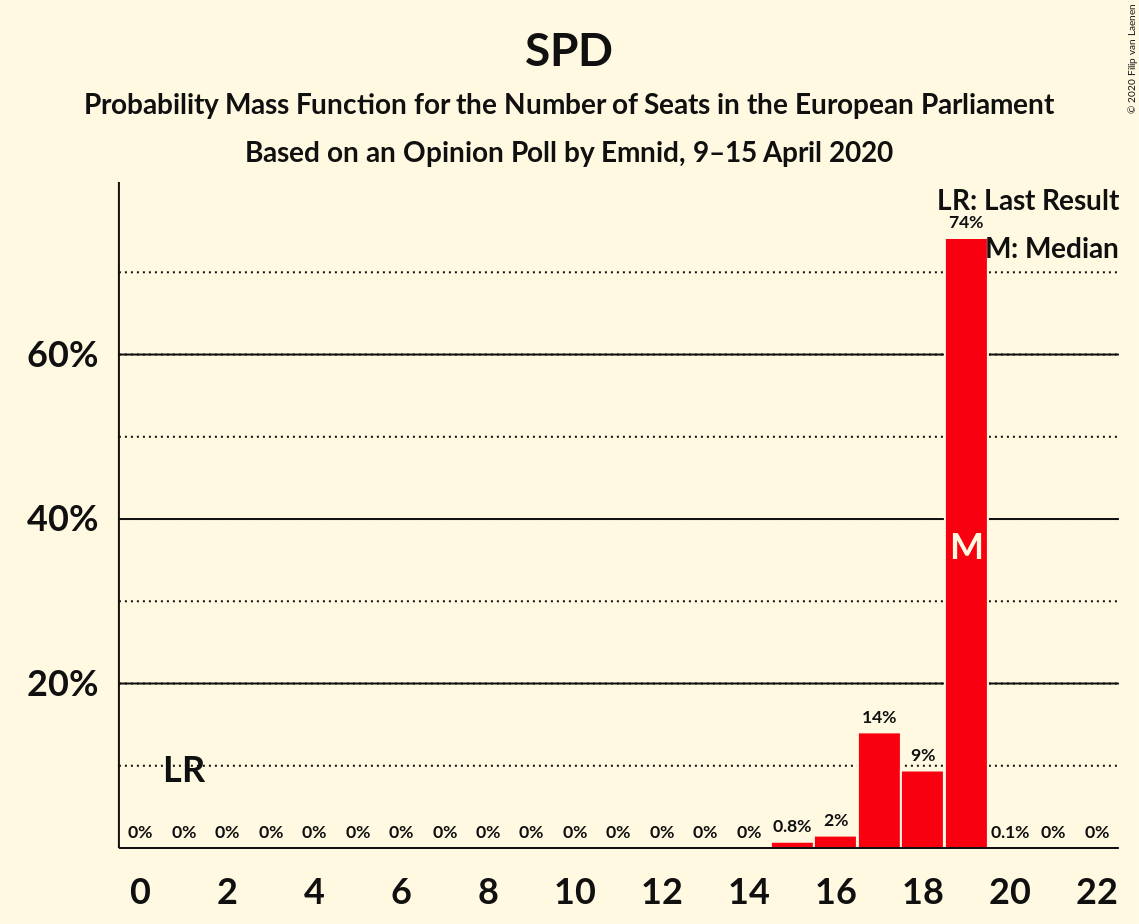 SPD
Probability Mass Function for the Number of Seats in the European Parliament
Based on an Opinion Poll by Emnid, 9–15 April 2020
© 2020 Filip van Laenen
LR: Last Result
M: Median
74%
60%
40%
M
20%
14%
9%
LR
0% 0% 0% 0% 0% 0% 0% 0% 0% 0% 0% 0% 0% 0% 0% 0.8% 2% 0.1% 0% 0%
0 2 4 6 8 10 12 14 16 18 20 22